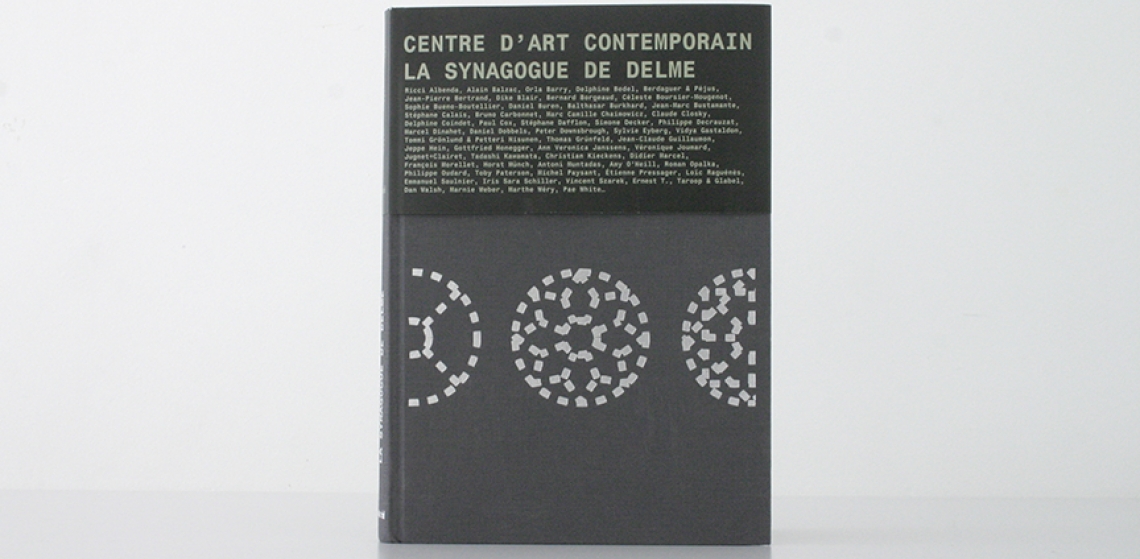 CENTRE D'ART CONTEMPORAIN
LA SYNAGOGUE DE DELME
Ricci Albenda, Alain Balzac, Orla Barry, Delphine Bedel, Berdaguer & Péjus,
Jean-Pierre Bertrand, Dike Blair, Bernard Borgeaud, Céleste Boursier-Mougenot,
Sophie Bueno-Boutellier, Daniel Buren, Balthasar Burkhard, Jean-Marc Bustamante,
Stéphane Calais, Bruno Carbonnet, Marc Camille Chaimowicz, Claude Closky,
Delphine Coindet, Paul Cox, Stéphane Dafflon, Simone Decker, Philippe Decrauzat,
Marcel Dinahet, Daniel Dobbels, Peter Downsbrough, Sylvie Eyberg, Vidya Gastaldon,
Tommi Grönlund & Petteri Nisunen, Thomas Grünfeld, Jean-Claude Guillaumon,
Jeppe Hein, Gottfried Honegger, Ann Veronica Janssens, Véronique Joumard,
Jugnet+Clairet, Tadashi Kawamata, Christian Kieckens, Didier Marcel,
François Morellet, Horst Münch, Antoni Muntadas, Amy O'Neill, Roman Opalka,
Philippe Oudard, Toby Paterson, Michel Paysant, Étienne Pressager, Loïc Raguénès,
Emmanuel Saulnier, Iris Sara Schiller, Vincent Szarek, Ernest T., Taroop & Glabel,
Dan Walsh, Marnie Weber, Marthe Wéry, Pae White…
LA SYNAGOGUE DE DELME